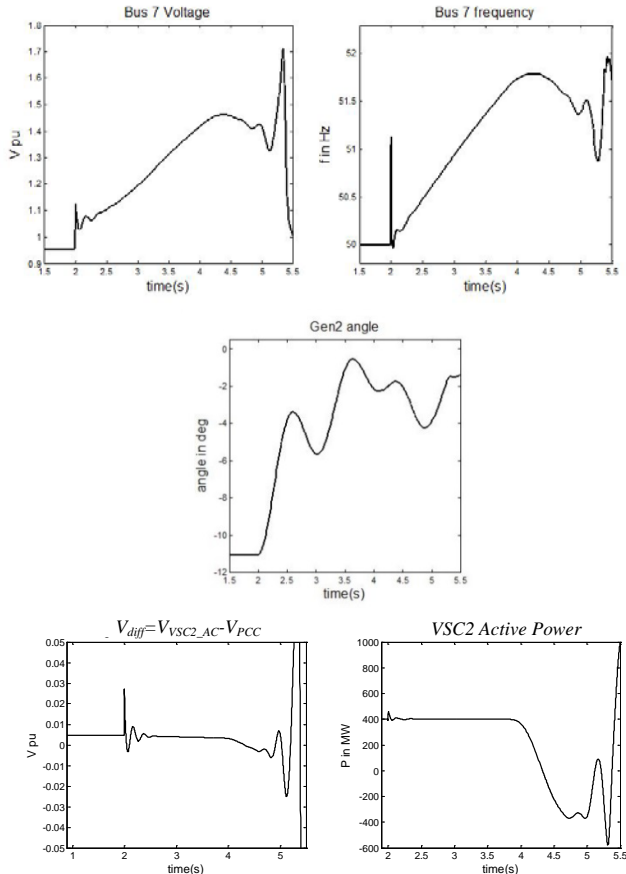 Bus 7 Voltage
V pu
1.8
1.7
1.6
1.5
1.4
1.3
1.2
1.1
1
0.9
1.5 2 2.5 3 3.5 4 4.5 5 5.5
time(s)
Bus 7 frequency
f in Hz
52
51.5
51
50.5
50
1.5 2 2.5 3 3.5 4 4.5 5 5.5
time(s)
Gen2 angle
angle in deg
0
-2
-4
-6
-8
-10
-12
1.5 2 2.5 3 3.5 4 4.5 5 5.5
time(s)
V_diff=V_VSC2_AC-V_PCC
V pu
0.05
0.04
0.03
0.02
0.01
0
-0.01
-0.02
-0.03
-0.04
-0.05
1 2 3 4 5
time(s)
VSC2 Active Power
P in MW
1000
800
600
400
200
0
-200
-400
-600
1.5 2 2.5 3 3.5 4 4.5 5 5.5
time(s)